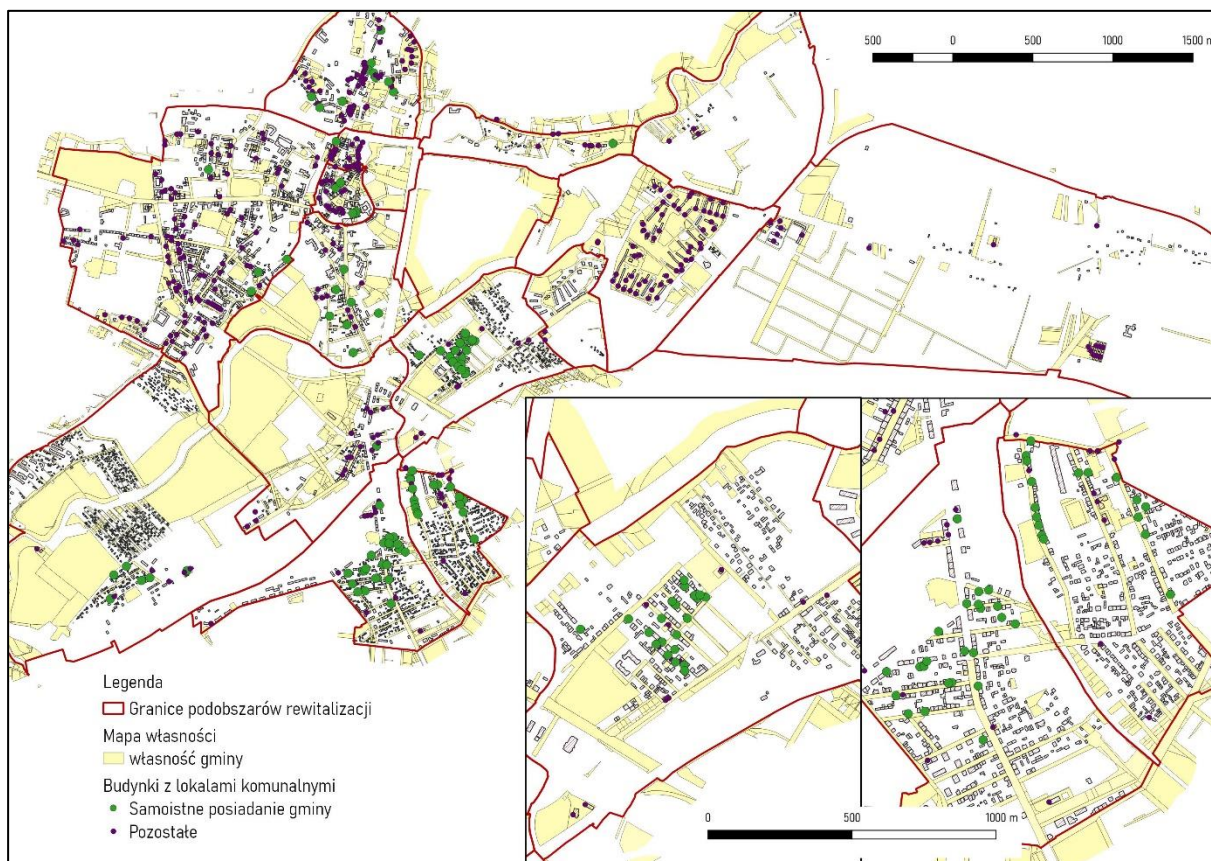 500 0 500 1000 1500 m
Legenda
Granice podobszarów rewitalizacji
Mapa własności
własność gminy
Budynki z lokalami komunalnymi
Samoistne posiadanie gminy
Pozostałe
0 500 1000 m